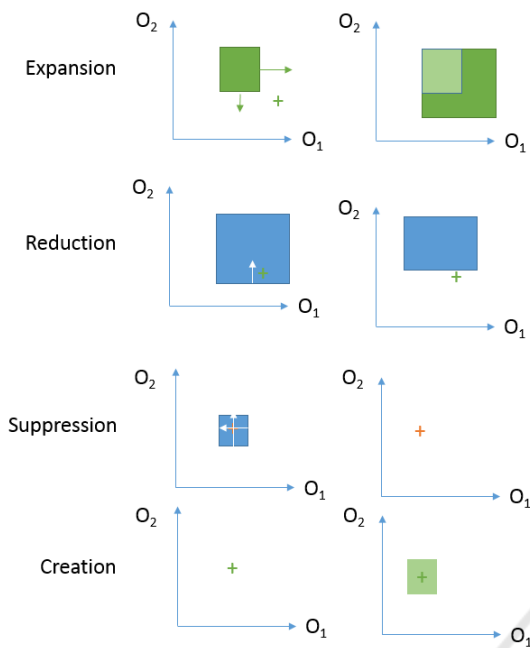 O₂ O₂
Expansion
O₁ O₁
O₂ O₂
Reduction
O₁ O₁
O₂ O₂
Suppression
O₁ O₁
O₂ O₂
Creation
O₁ O₁